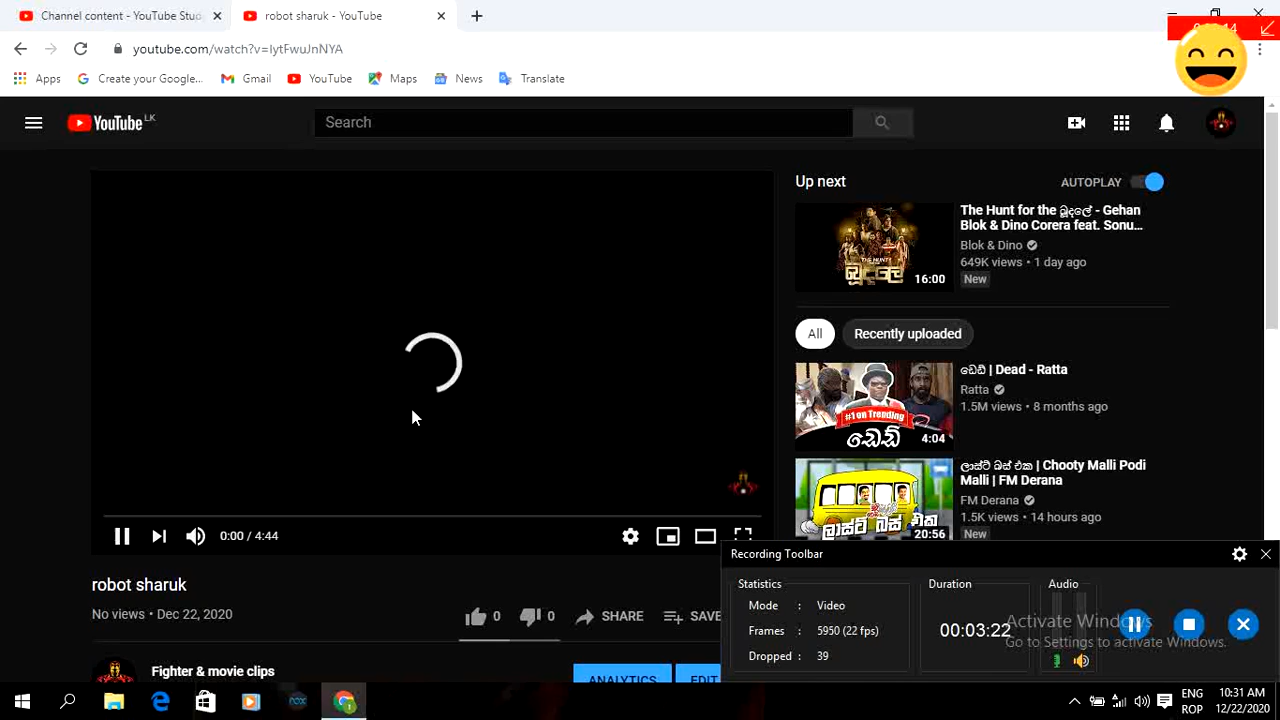 Channel content - YouTube Stud
robot sharuk - YouTube
youtube.com/watch?v=IytFwuJnNYA
Apps
Create your Google...
Gmail
YouTube
Maps
News
Translate
YouTube LK
Search
Up next
AUTOPLAY
The Hunt for the බූදලේ - Gehan
Blok & Dino Corera feat. Sonu...
Blok & Dino
649K views • 1 day ago
New
THE HUNT
බූදලේ
16:00
All
Recently uploaded
ඩෙඩ් | Dead - Ratta
Ratta
1.5M views • 8 months ago
#1 on Trending
ඩෙඩ්
4:04
ලාස්ට් බස් එක | Chooty Malli Podi
Malli | FM Derana
FM Derana
1.5K views • 14 hours ago
New
ලාස්ට් බස් එක
20:56
0:00 / 4:44
robot sharuk
No views • Dec 22, 2020
0
0
SHARE
SAVE
Fighter & movie clips
ANALYTICS
EDIT
Recording Toolbar
Statistics
Mode : Video
Frames : 5950 (22 fps)
Dropped : 39
Duration
00:03:22
Audio
Activate Windows
Go to Settings to activate Windows.
nox
ENG
ROP
10:31 AM
12/22/2020